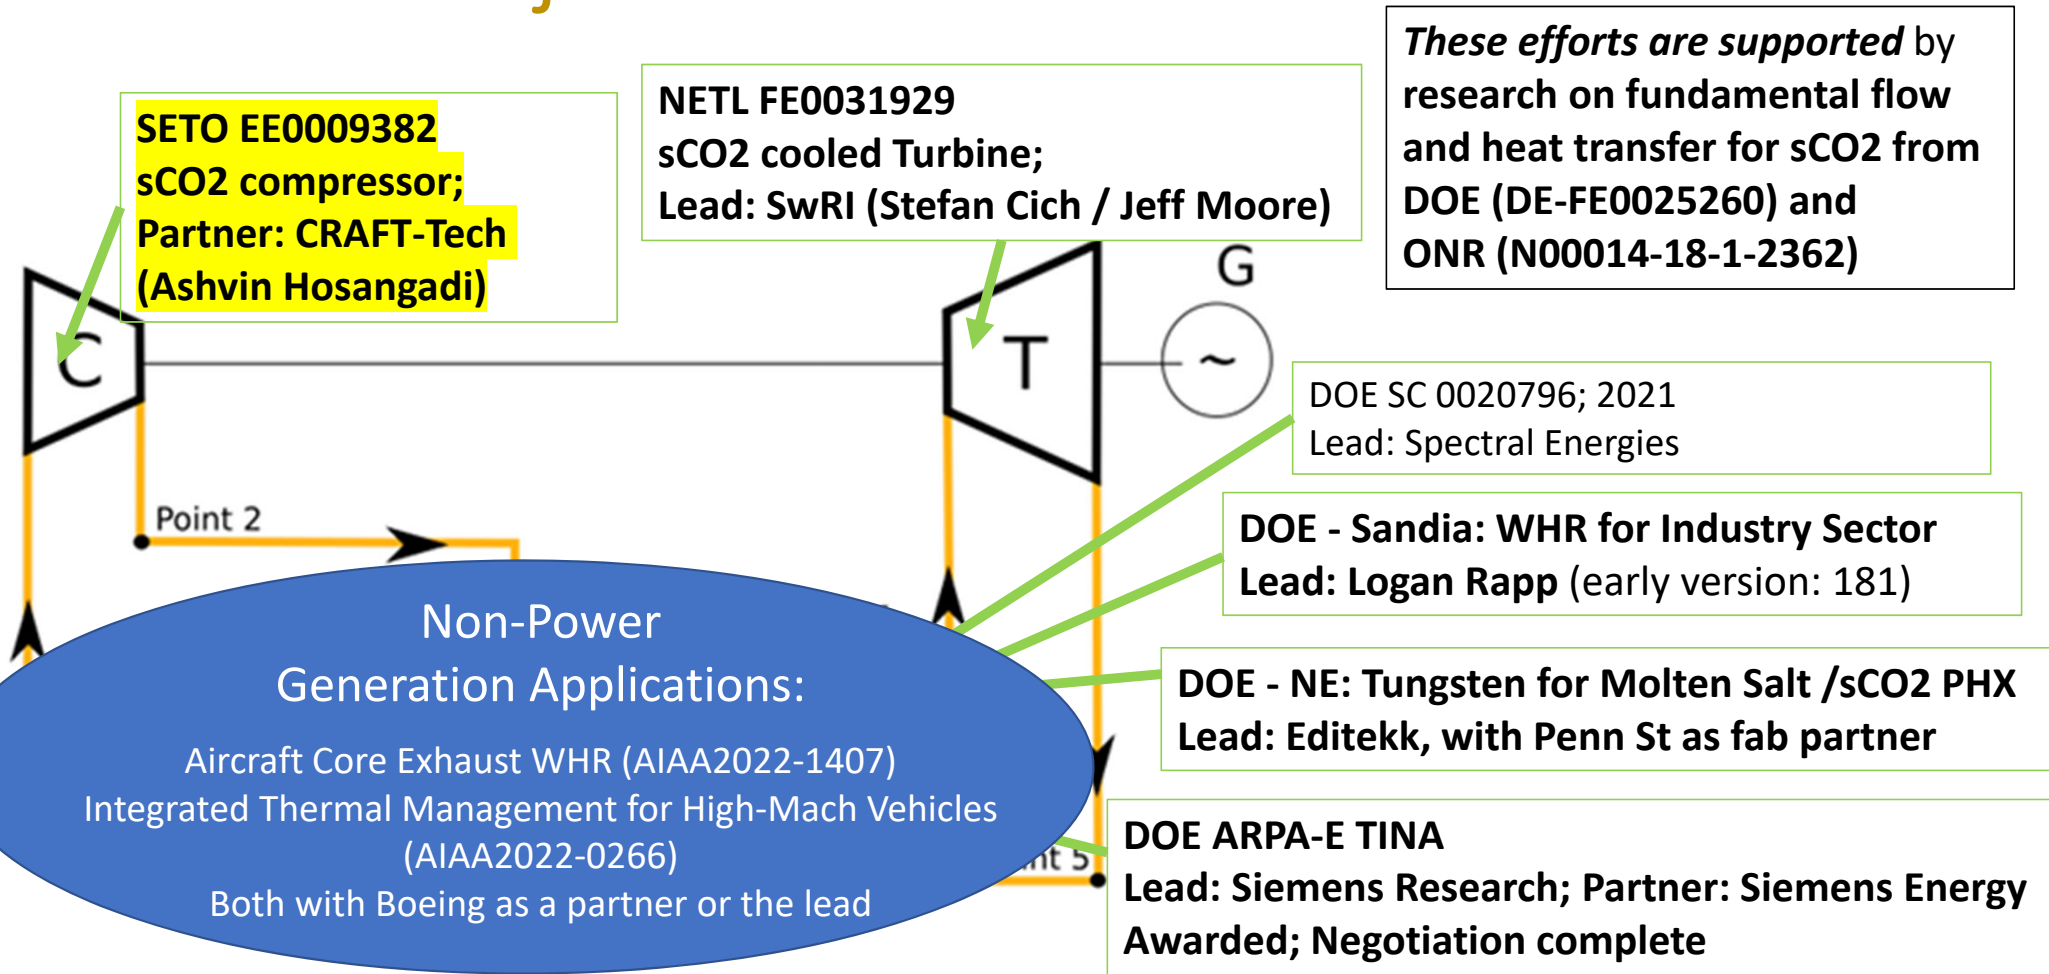 SETO EE0009382
sCO2 compressor;
Partner: CRAFT-Tech
(Ashvin Hosangadi)
NETL FE0031929
sCO2 cooled Turbine;
Lead: SwRI (Stefan Cich / Jeff Moore)
These efforts are supported by
research on fundamental flow
and heat transfer for sCO2 from
DOE (DE-FE0025260) and
ONR (N00014-18-1-2362)
C
T
G
~
DOE SC 0020796; 2021
Lead: Spectral Energies
Point 2
DOE - Sandia: WHR for Industry Sector
Lead: Logan Rapp (early version: 181)
Non-Power
Generation Applications:
Aircraft Core Exhaust WHR (AIAA2022-1407)
Integrated Thermal Management for High-Mach Vehicles
(AIAA2022-0266)
Both with Boeing as a partner or the lead
DOE - NE: Tungsten for Molten Salt /sCO2 PHX
Lead: Editekk, with Penn St as fab partner
5
DOE ARPA-E TINA
Lead: Siemens Research; Partner: Siemens Energy
Awarded; Negotiation complete